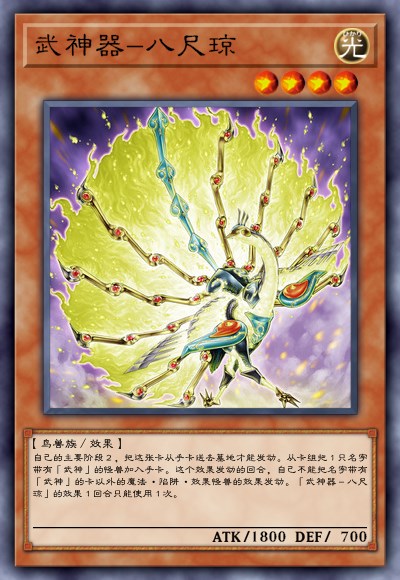 武神器－八尺琼
光
ひかり
【鸟兽族／效果】
自己的主要阶段２，把这张卡从手卡送去墓地才能发动。从卡组把１只名字
带有「武神」的怪兽加入手卡。这个效果发动的回合，自己不能把名字带有
「武神」的卡以外的魔法・陷阱・效果怪兽的效果发动。「武神器－八尺
琼」的效果１回合只能使用１次。
ATK/1800 DEF/ 700